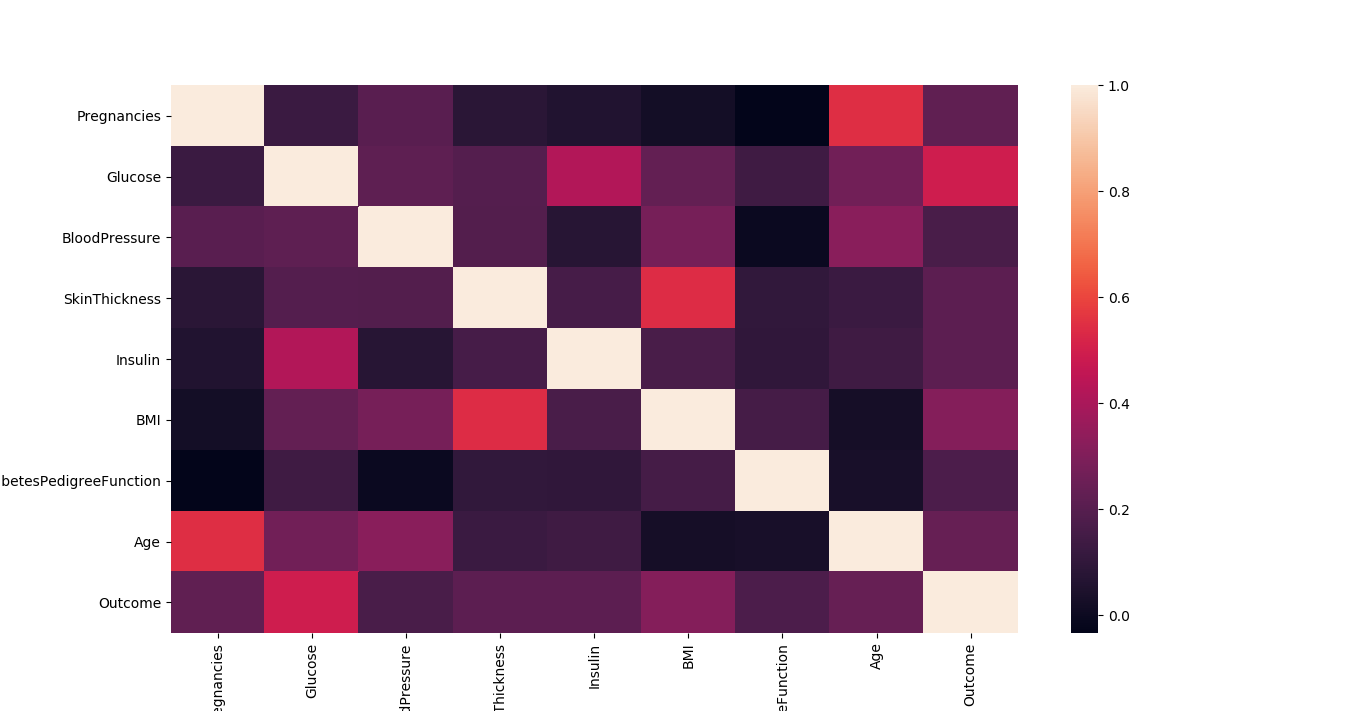 Pregnancies
Glucose
BloodPressure
SkinThickness
Insulin
BMI
betesPedigreeFunction
Age
Outcome
egnancies
Glucose
dPressure
Thickness
Insulin
BMI
eFunction
Age
Outcome
1.0
0.8
0.6
0.4
0.2
0.0